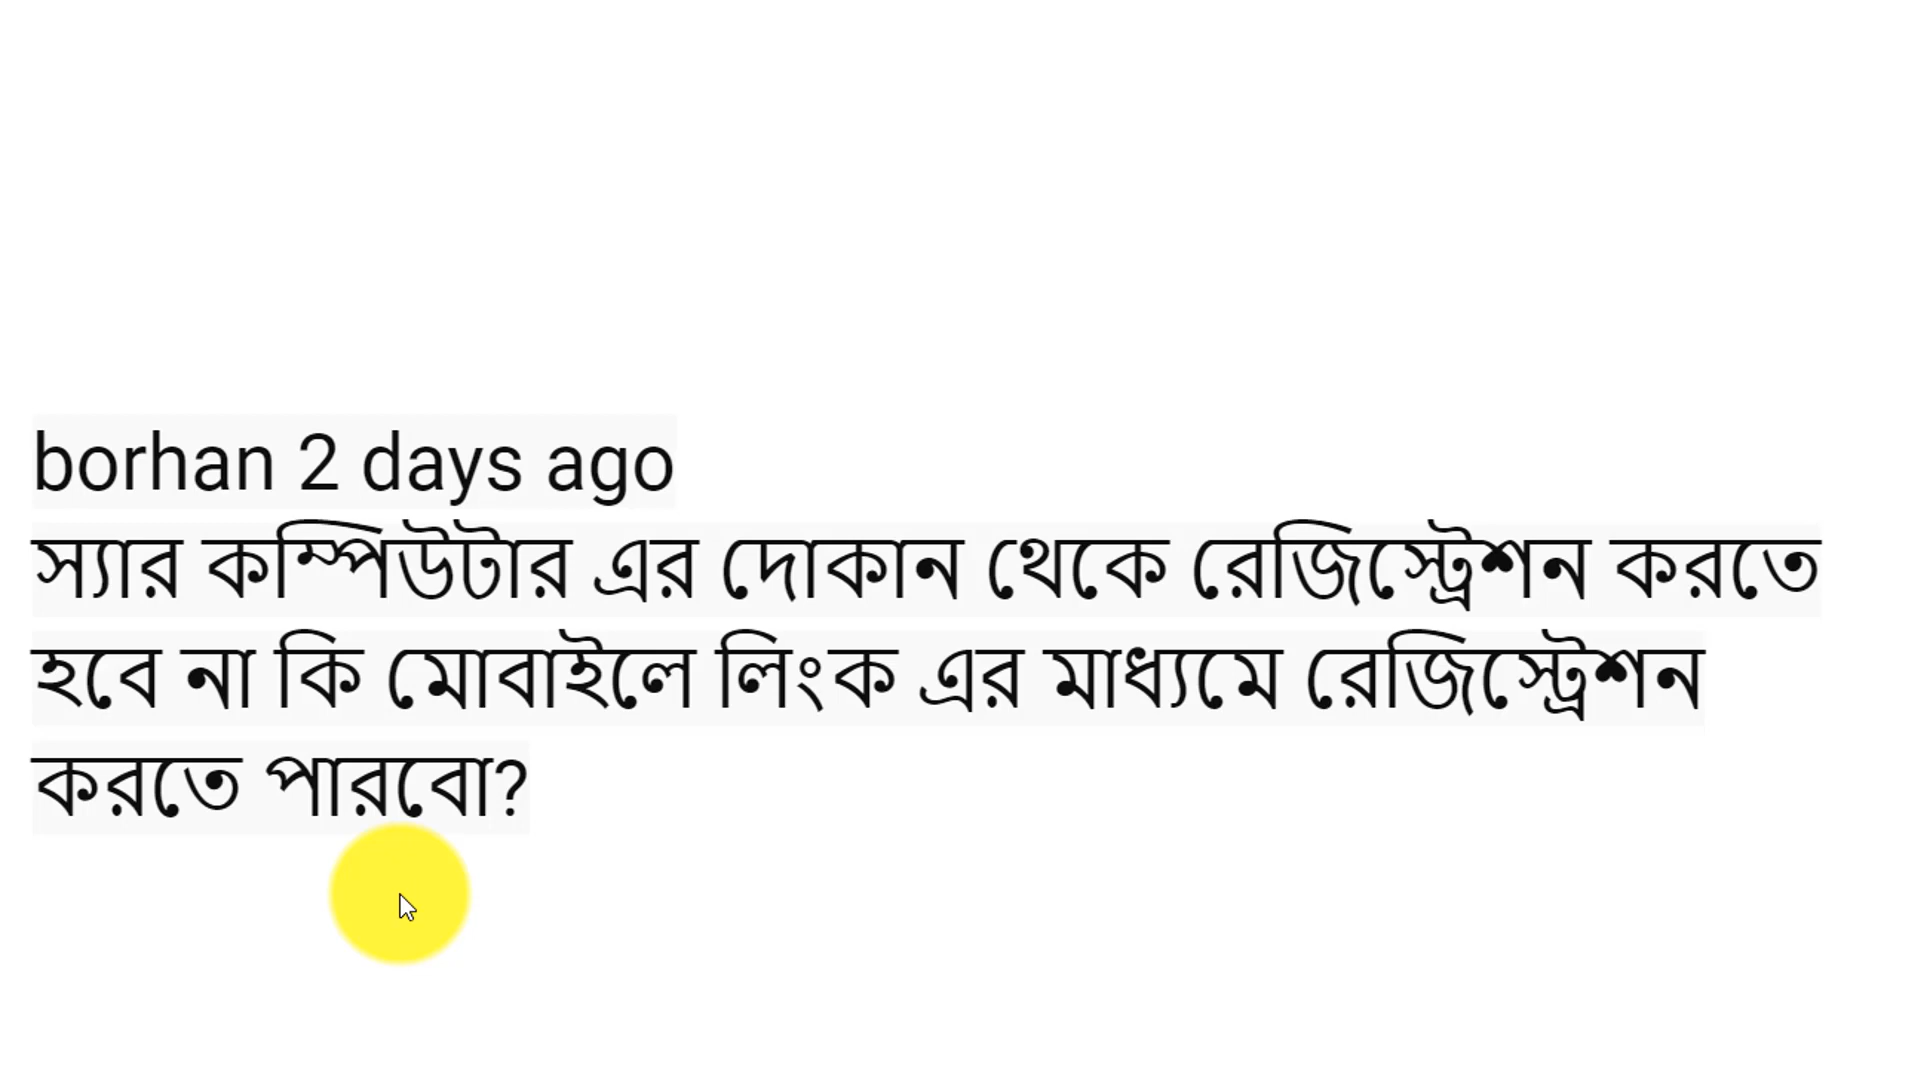 borhan 2 days ago
স্যার কম্পিউটার এর দোকান থেকে রেজিস্ট্রেশন করতে
হবে না কি মোবাইলে লিংক এর মাধ্যমে রেজিস্ট্রেশন
করতে পারবো?